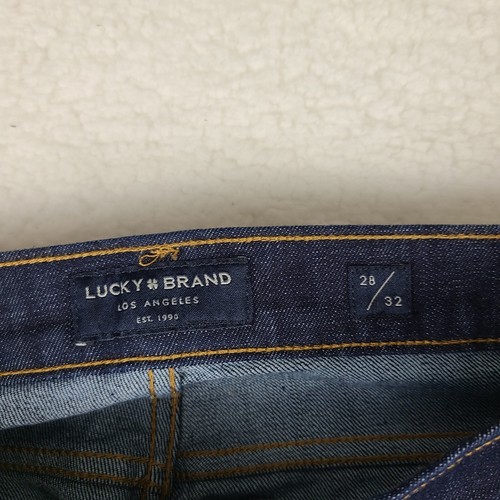 LUCKY BRAND
LOS ANGELES
EST. 1990
28/32